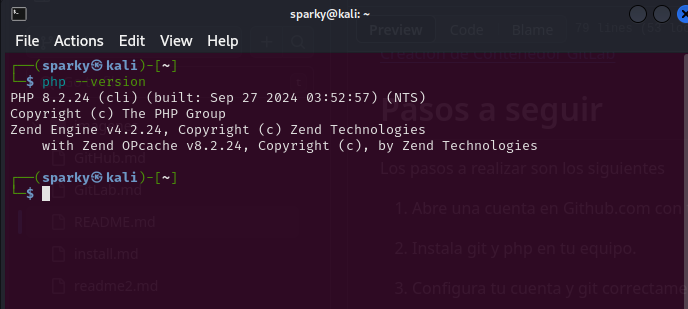 sparky@kali: ~
File Actions Edit View Help
Preview Code Blame
┌──(sparky㉿kali)-[~]
└─$ php --version
PHP 8.2.24 (cli) (built: Sep 27 2024 03:52:57) (NTS)
Copyright (c) The PHP Group
Zend Engine v4.2.24, Copyright (c) Zend Technologies
    with Zend OPcache v8.2.24, Copyright (c), by Zend Technologies
┌──(sparky㉿kali)-[~]
└─$
GitHub.md
GitLab.md
README.md
install.md
readme2.md
Pasos a seguir
Los pasos a realizar son los siguientes
1. Abre una cuenta en Github.com con
2. Instala git y php en tu equipo.
3. Configura tu cuenta y git correctame